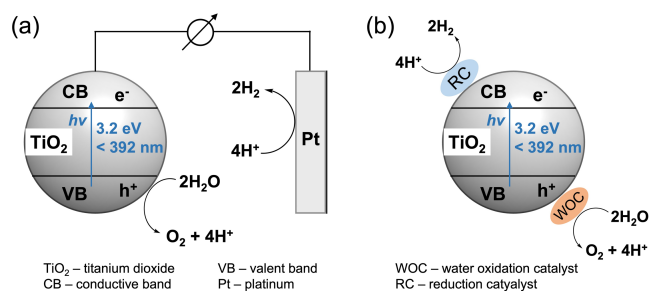 (a)
CB e⁻
hν
3.2 eV
TiO₂ < 392 nm
VB h⁺
2H₂O
O₂ + 4H⁺
2H₂
4H⁺
Pt
TiO₂ – titanium dioxide
CB – conductive band
VB – valent band
Pt – platinum
(b)
2H₂
4H⁺
RC
CB e⁻
hν
3.2 eV
TiO₂ < 392 nm
VB h⁺
WOC
2H₂O
O₂ + 4H⁺
WOC – water oxidation catalyst
RC – reduction catyalyst